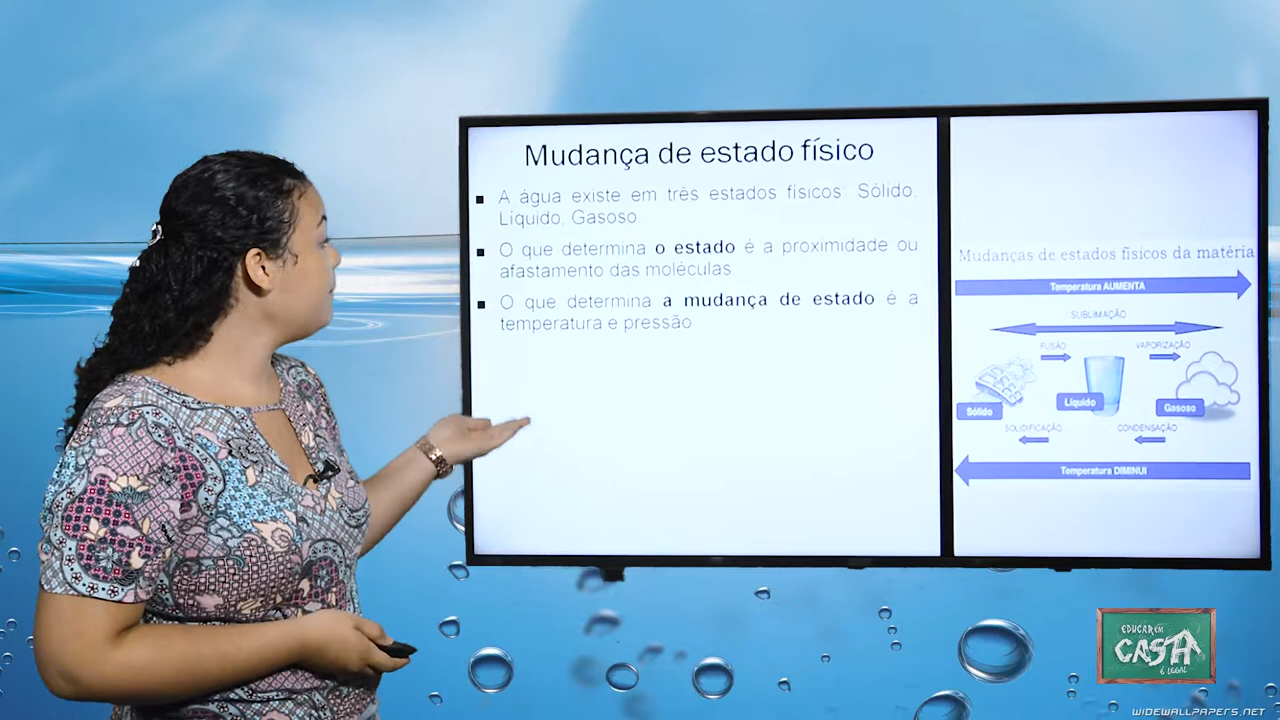 Mudança de estado físico
A água existe em três estados físicos: Sólido,
Líquido, Gasoso
O que determina o estado é a proximidade ou
afastamento das moléculas
O que determina a mudança de estado é a
temperatura e pressão
Mudanças de estados físicos da matéria
Temperatura AUMENTA
SUBLIMAÇÃO
FUSÃO VAPORIZAÇÃO
Sólido Líquido Gasoso
SOLIDIFICAÇÃO CONDENSAÇÃO
Temperatura DIMINUI
EDUCAR EM
CASA
É LEGAL
WIDEWALLPAPERS.NET